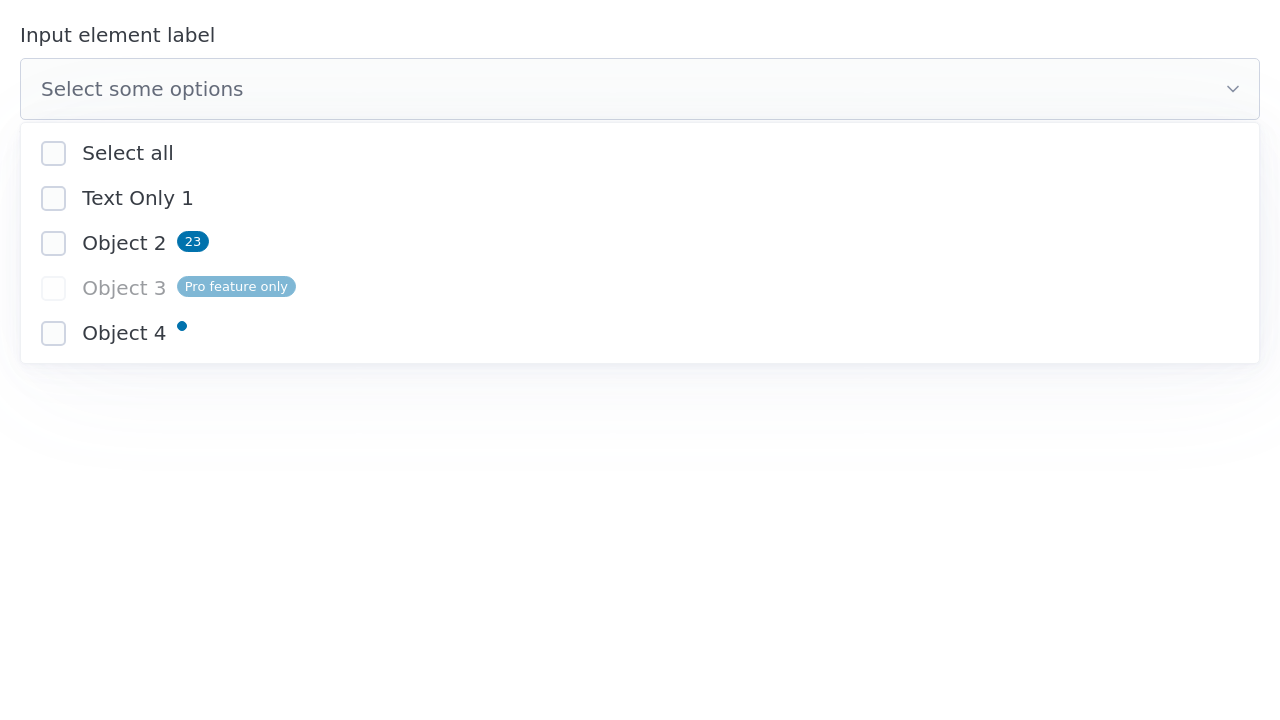 Input element label
Select some options
Select all
Text Only 1
Object 2 23
Object 3 Pro feature only
Object 4